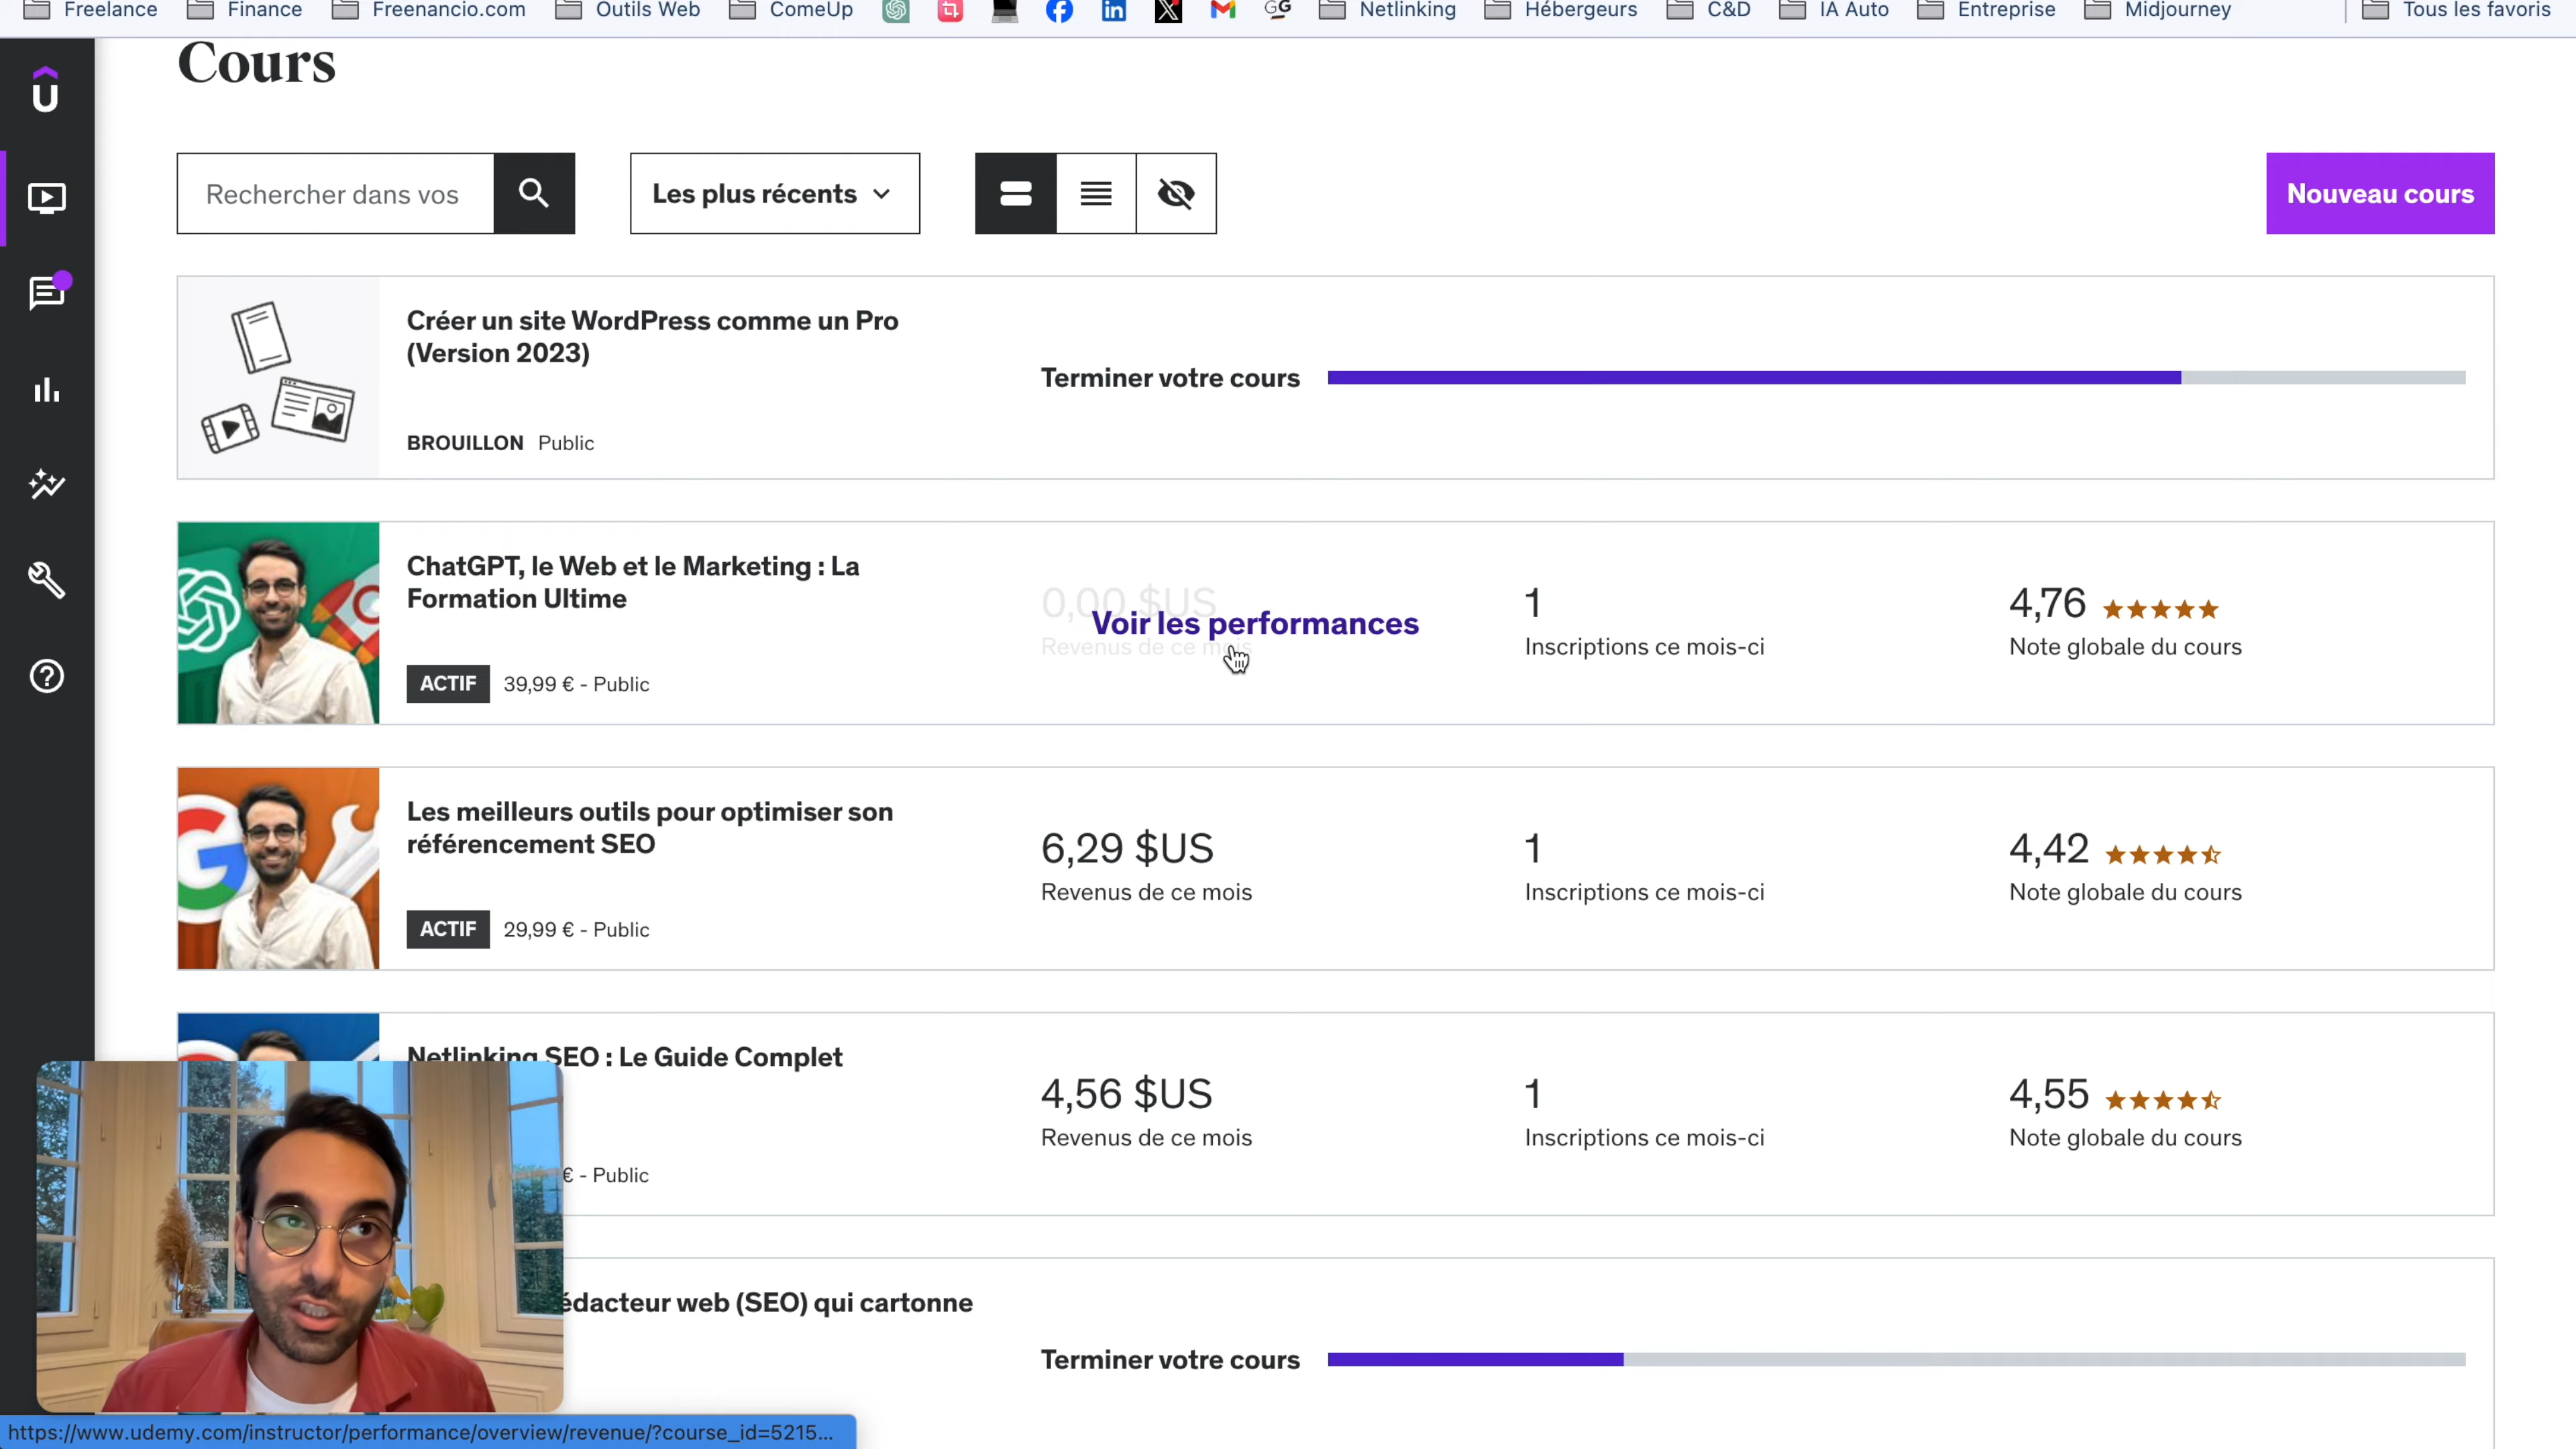 Freelance Finance Freenancio.com Outils Web ComeUp Netlinking Hébergeurs C&D IA Auto Entreprise Midjourney Tous les favoris
Cours
Rechercher dans vos
Les plus récents
Nouveau cours
Créer un site WordPress comme un Pro
(Version 2023)
Terminer votre cours
BROUILLON Public
ChatGPT, le Web et le Marketing : La
Formation Ultime
ACTIF 39,99 € - Public
0,00 $US
Revenus de ce mois
Voir les performances
1
Inscriptions ce mois-ci
4,76
Note globale du cours
Les meilleurs outils pour optimiser son
référencement SEO
ACTIF 29,99 € - Public
6,29 $US
Revenus de ce mois
1
Inscriptions ce mois-ci
4,42
Note globale du cours
Netlinking SEO : Le Guide Complet
€ - Public
4,56 $US
Revenus de ce mois
1
Inscriptions ce mois-ci
4,55
Note globale du cours
édacteur web (SEO) qui cartonne
Terminer votre cours
https://www.udemy.com/instructor/performance/overview/revenue/?course_id=5215...